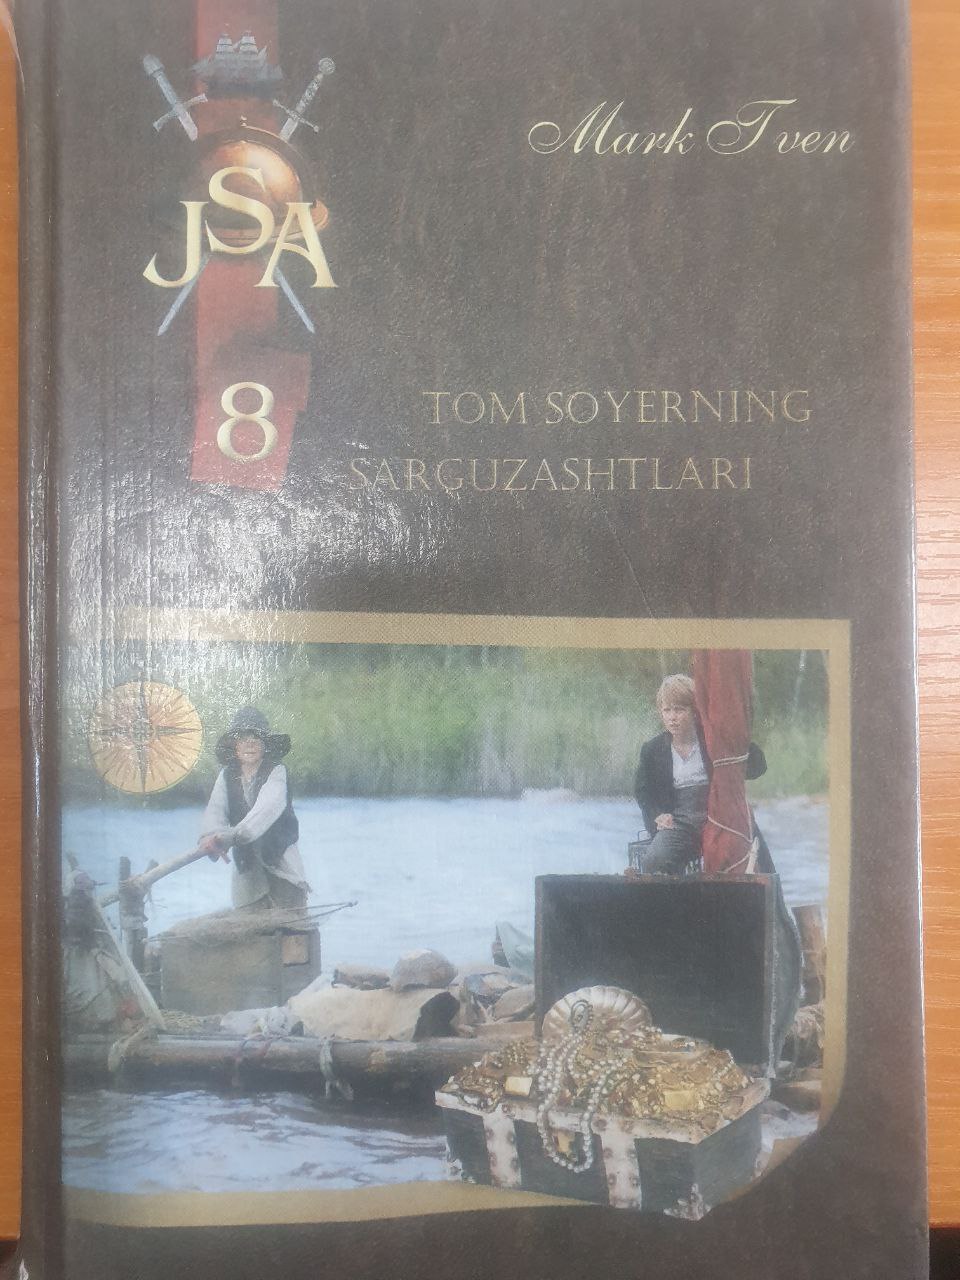 Mark Tven
JSA
8
TOM SOYERNING
SARGUZASHTLARI